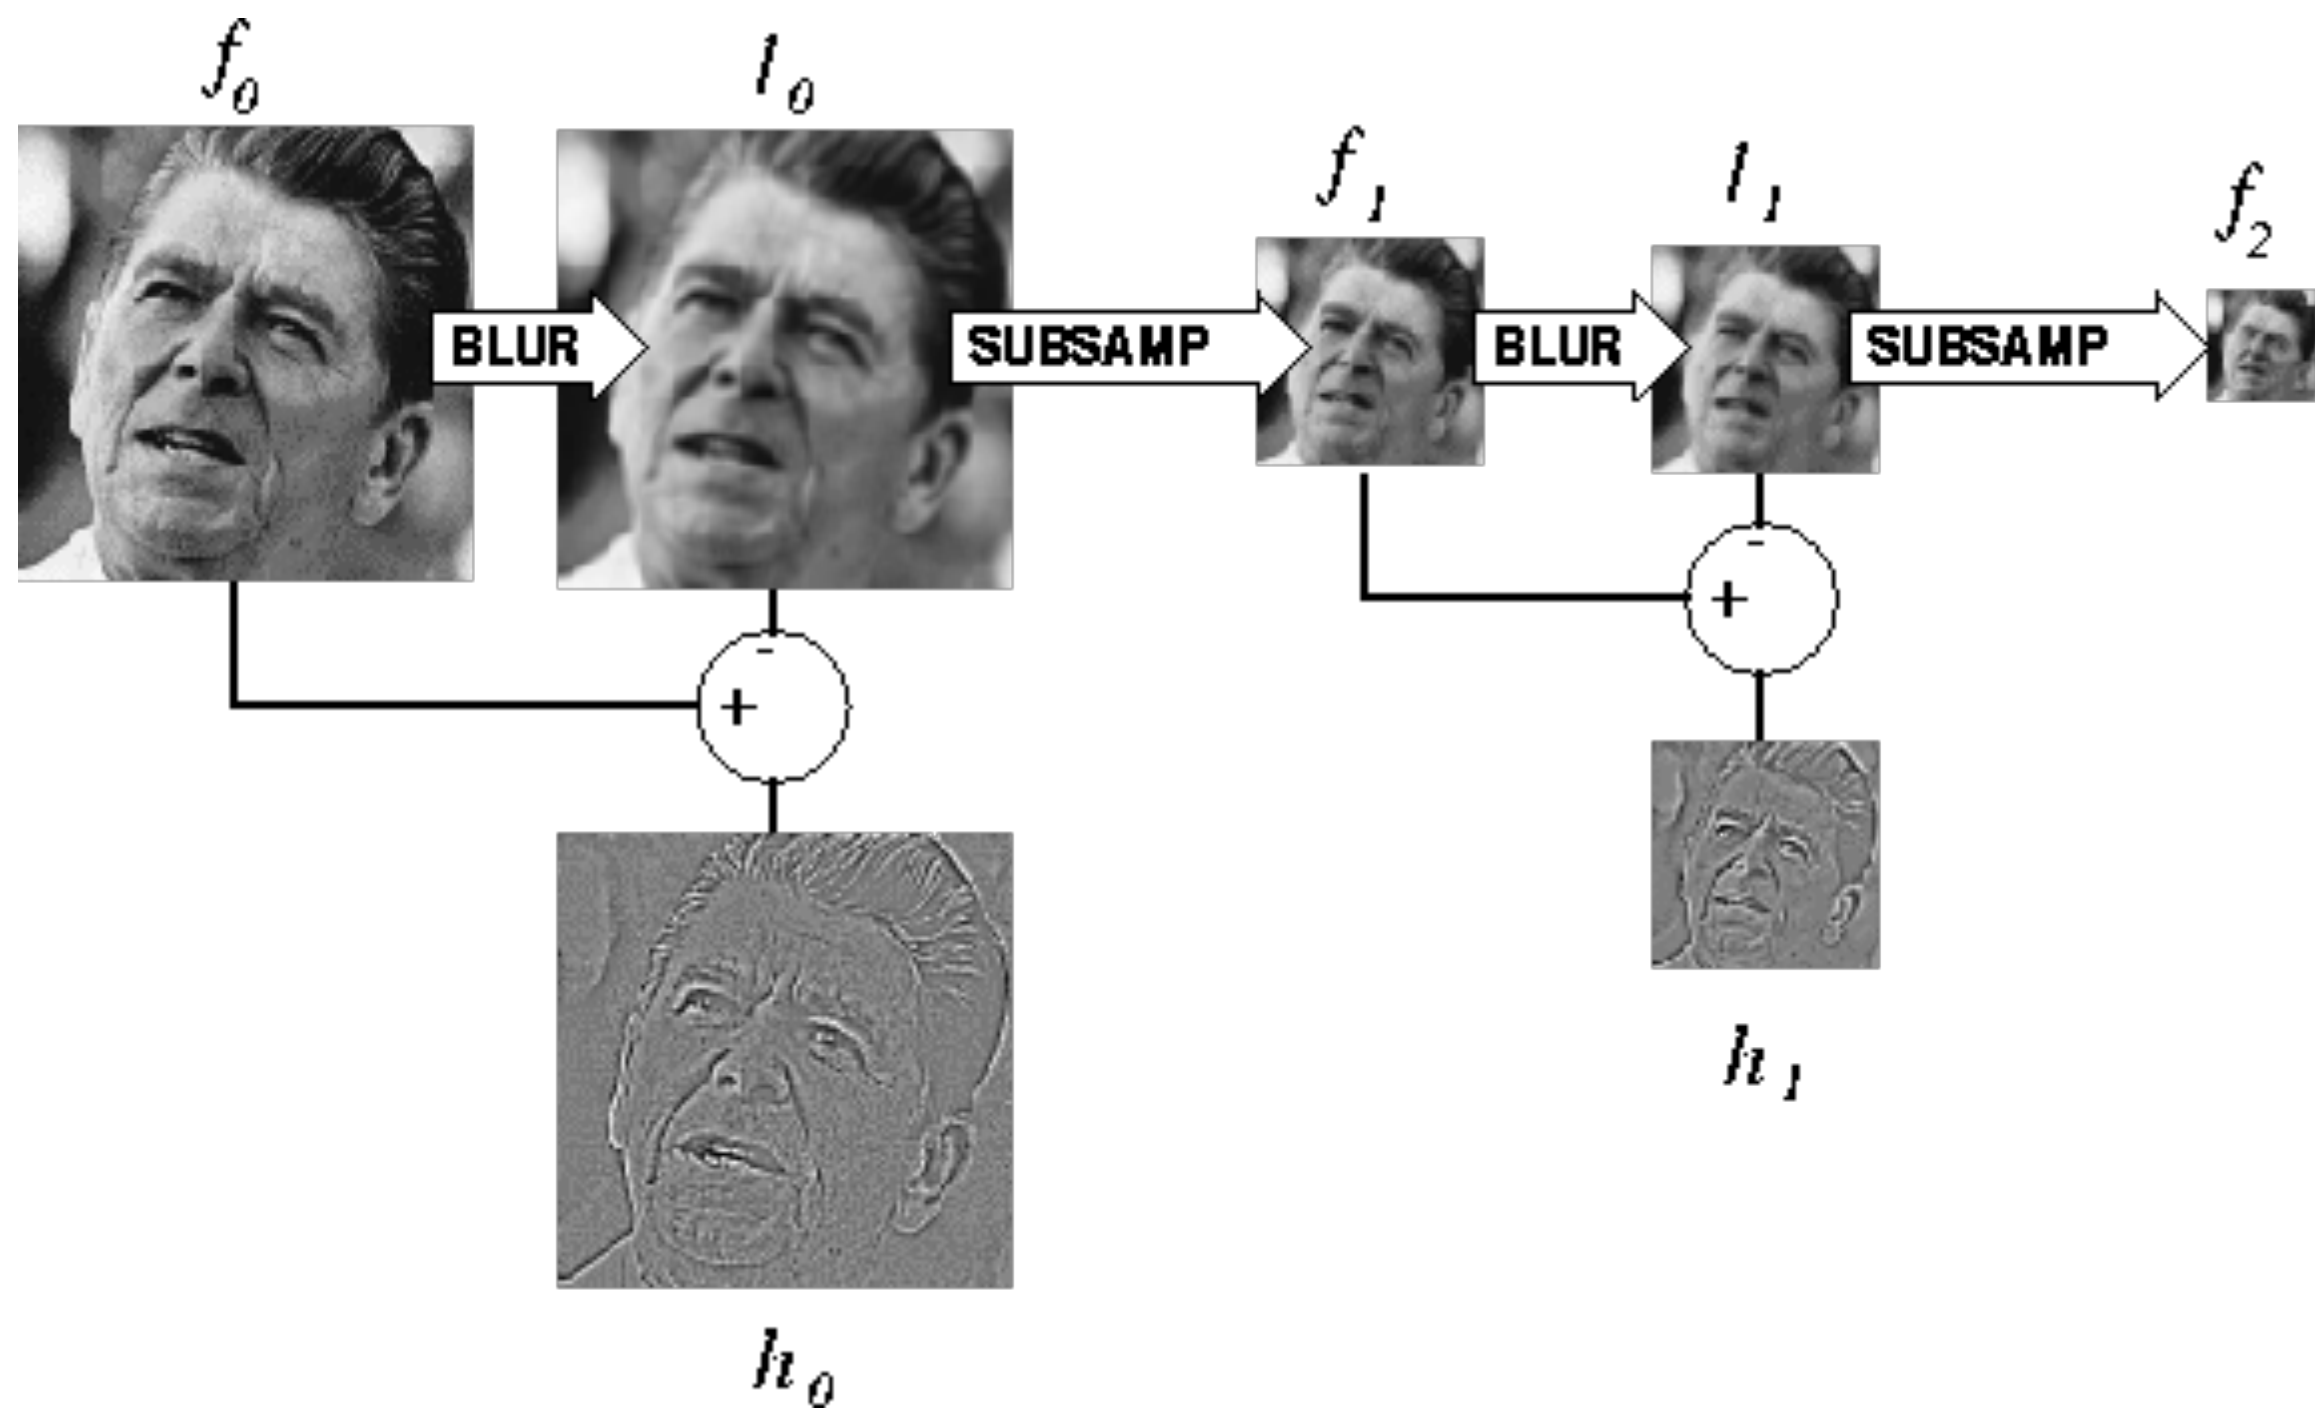 f0
l0
f1
l1
f2
BLUR
SUBSAMP
BLUR
SUBSAMP
-
+
-
+
h1
h0